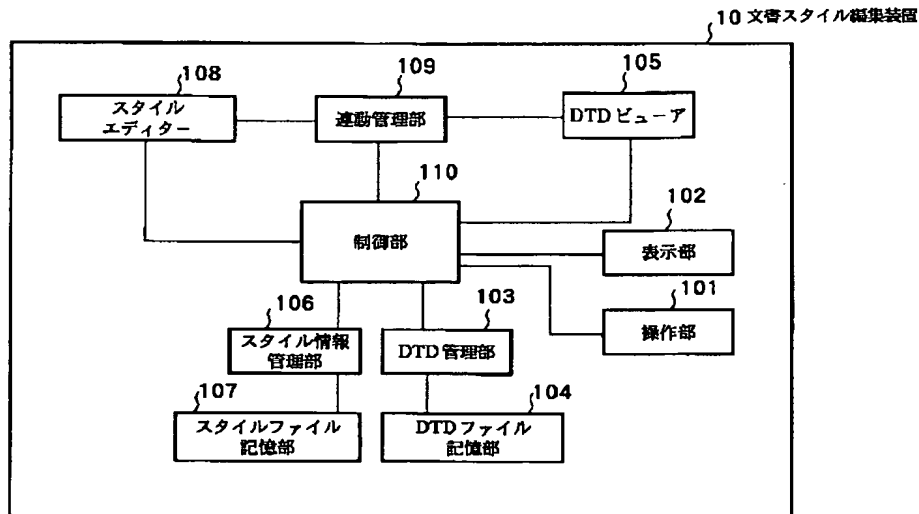 10 文書スタイル編集装置
108
スタイル
エディター
109
連動管理部
105
DTD ビューア
110
制御部
102
表示部
101
操作部
106
スタイル情報
管理部
103
DTD 管理部
107
スタイルファイル
記憶部
104
DTD ファイル
記憶部